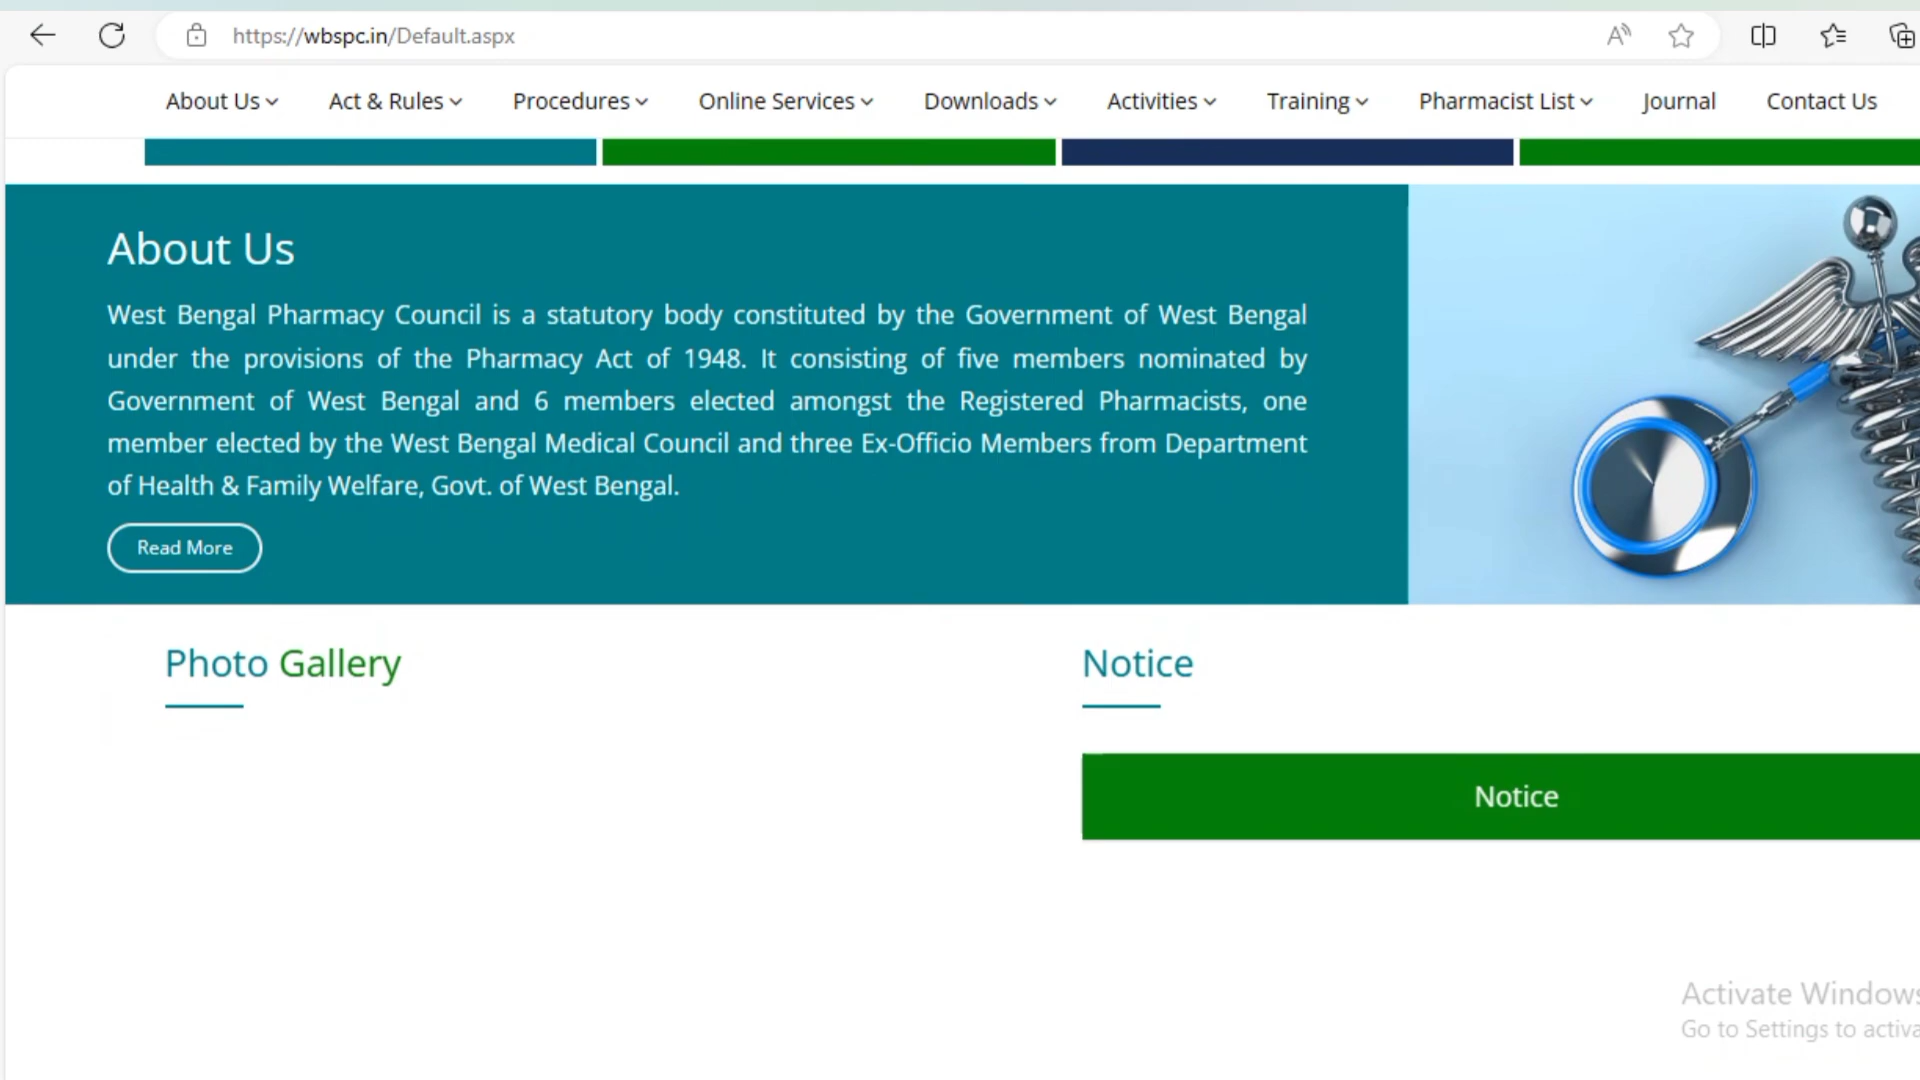 https://wbspc.in/Default.aspx
About Us Act & Rules Procedures Online Services Downloads Activities Training Pharmacist List Journal Contact Us
About Us
West Bengal Pharmacy Council is a statutory body constituted by the Government of West Bengal
under the provisions of the Pharmacy Act of 1948. It consisting of five members nominated by
Government of West Bengal and 6 members elected amongst the Registered Pharmacists, one
member elected by the West Bengal Medical Council and three Ex-Officio Members from Department
of Health & Family Welfare, Govt. of West Bengal.
Read More
Photo Gallery
Notice
Notice
Activate Windows
Go to Settings to activa